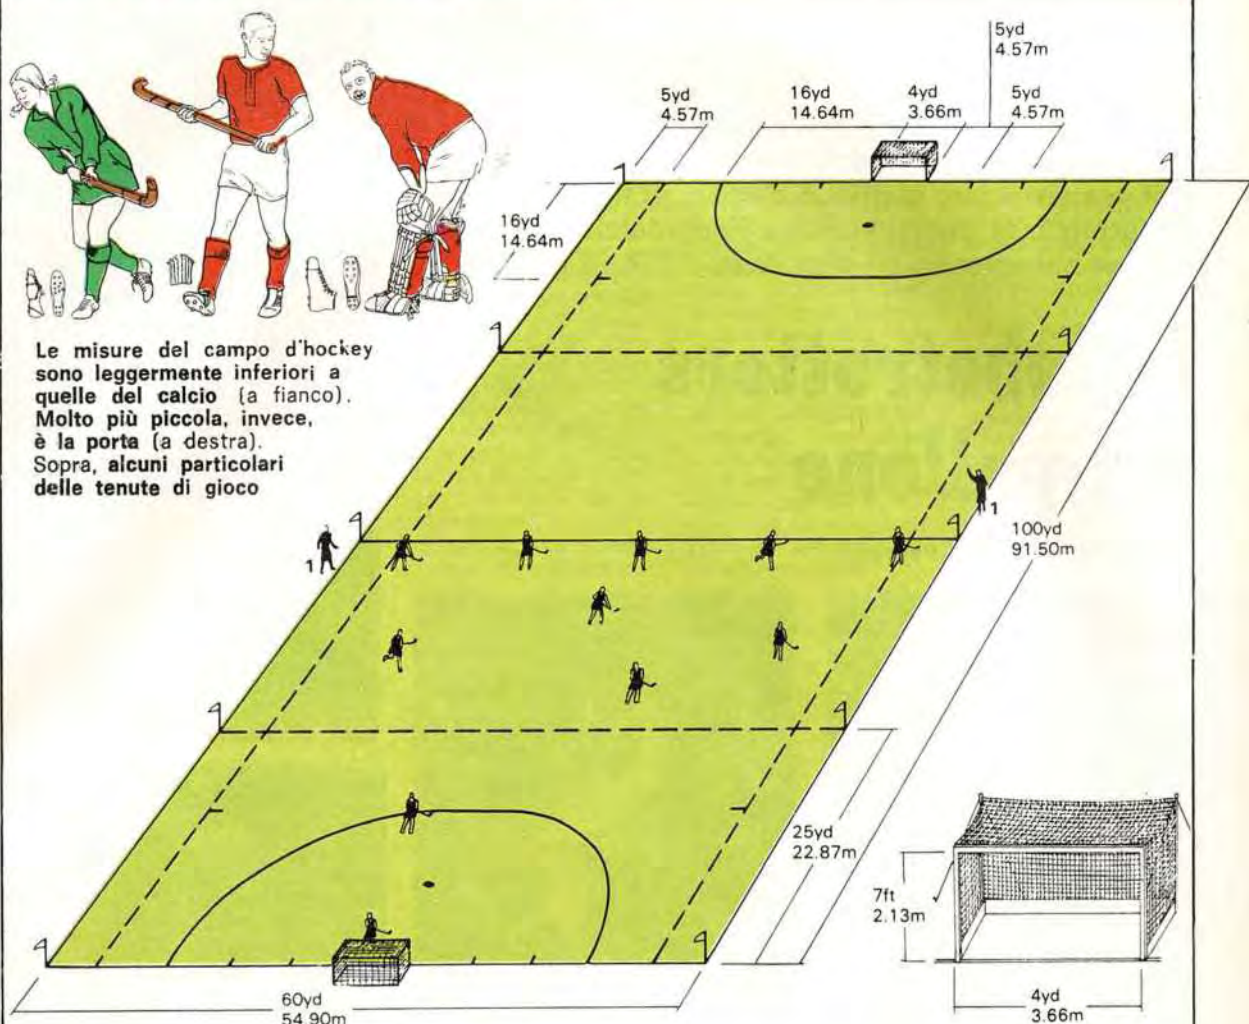 5yd
4.57m
5yd
4.57m
16yd
14.64m
4yd
3.66m
5yd
4.57m
16yd
14.64m
Le misure del campo d'hockey
sono leggermente inferiori a
quelle del calcio (a fianco).
Molto più piccola, invece,
è la porta (a destra).
Sopra, alcuni particolari
delle tenute di gioco
1
1
100yd
91.50m
25yd
22.87m
7ft
2.13m
60yd
54.90m
4yd
3.66m